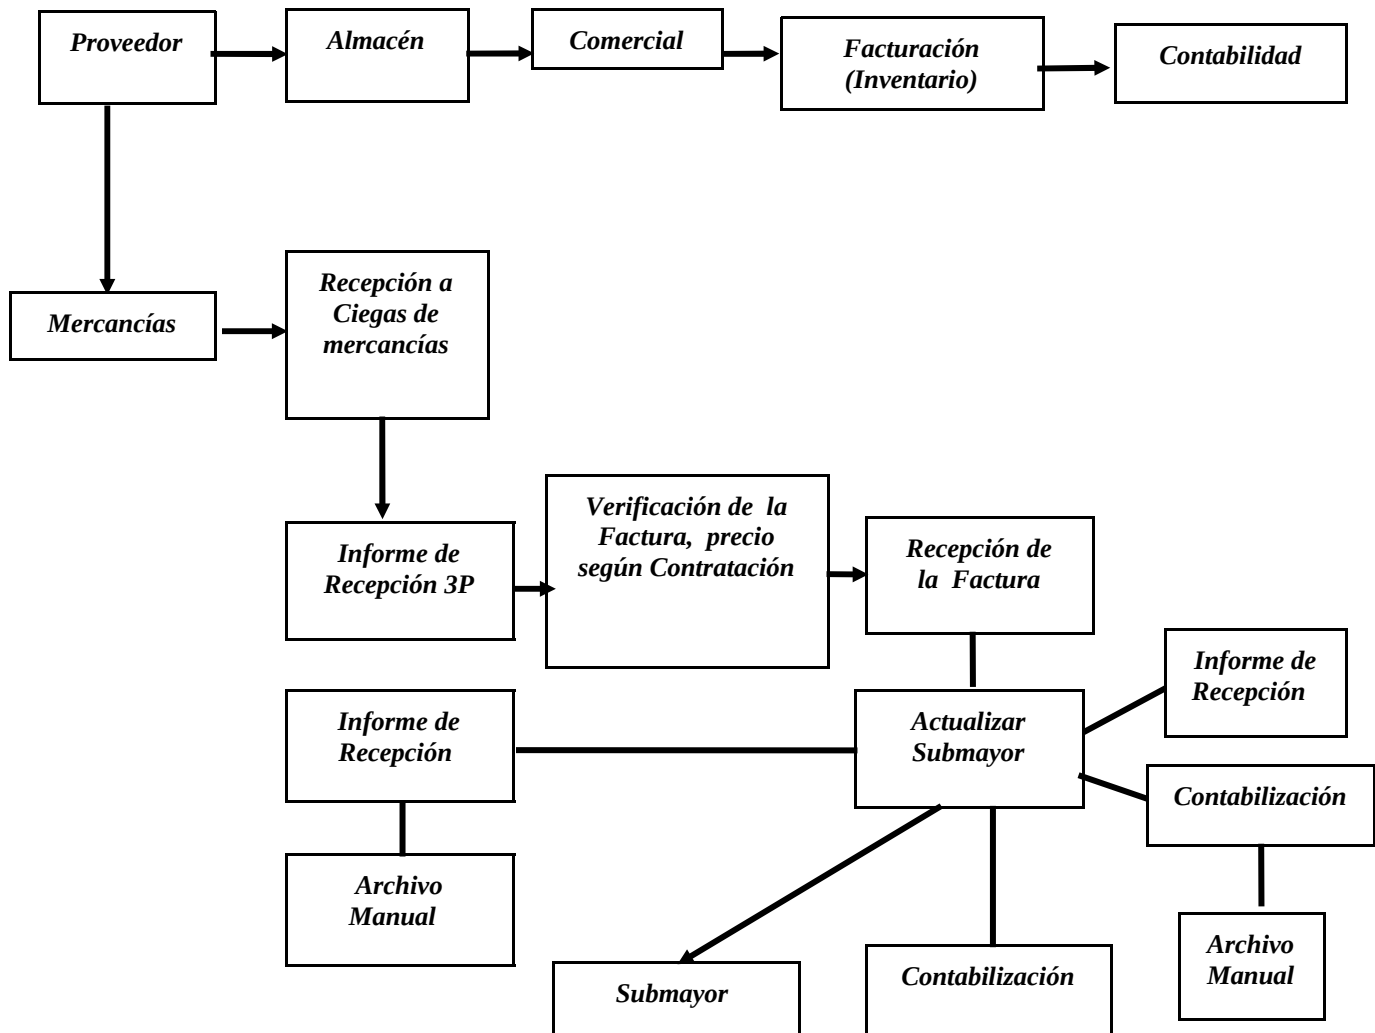 Proveedor
Almacén
Comercial
Facturación
(Inventario)
Contabilidad
Mercancías
Recepción a
Ciegas de
mercancías
Informe de
Recepción 3P
Verificación de  la
Factura,  precio
según Contratación
Recepción de
la  Factura
Informe de
Recepción
Informe de
Recepción
Actualizar
Submayor
Contabilización
Archivo
Manual
Archivo
Manual
Submayor
Contabilización